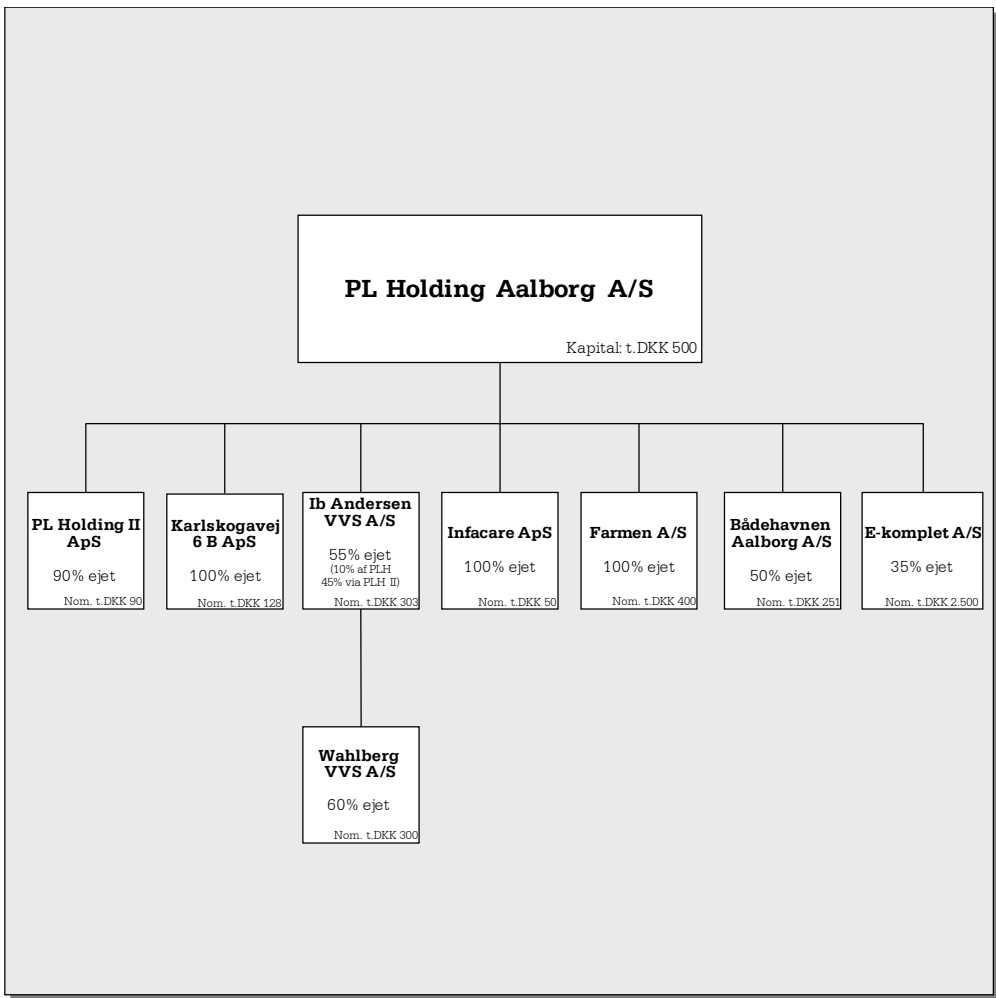 PL Holding Aalborg A/S
Kapital: t.DKK 500
PL Holding II
ApS
90% ejet
Nom. t.DKK 90
Karlskogavej
6 B ApS
100% ejet
Nom. t.DKK 128
Ib Andersen
VVS A/S
55% ejet
(10% af PLH
45% via PLH II)
Nom. t.DKK 303
Infacare ApS
100% ejet
Nom. t.DKK 50
Farmen A/S
100% ejet
Nom. t.DKK 400
Bådehavnen
Aalborg A/S
50% ejet
Nom. t.DKK 251
E-komplet A/S
35% ejet
Nom. t.DKK 2.500
Wahlberg
VVS A/S
60% ejet
Nom. t.DKK 300